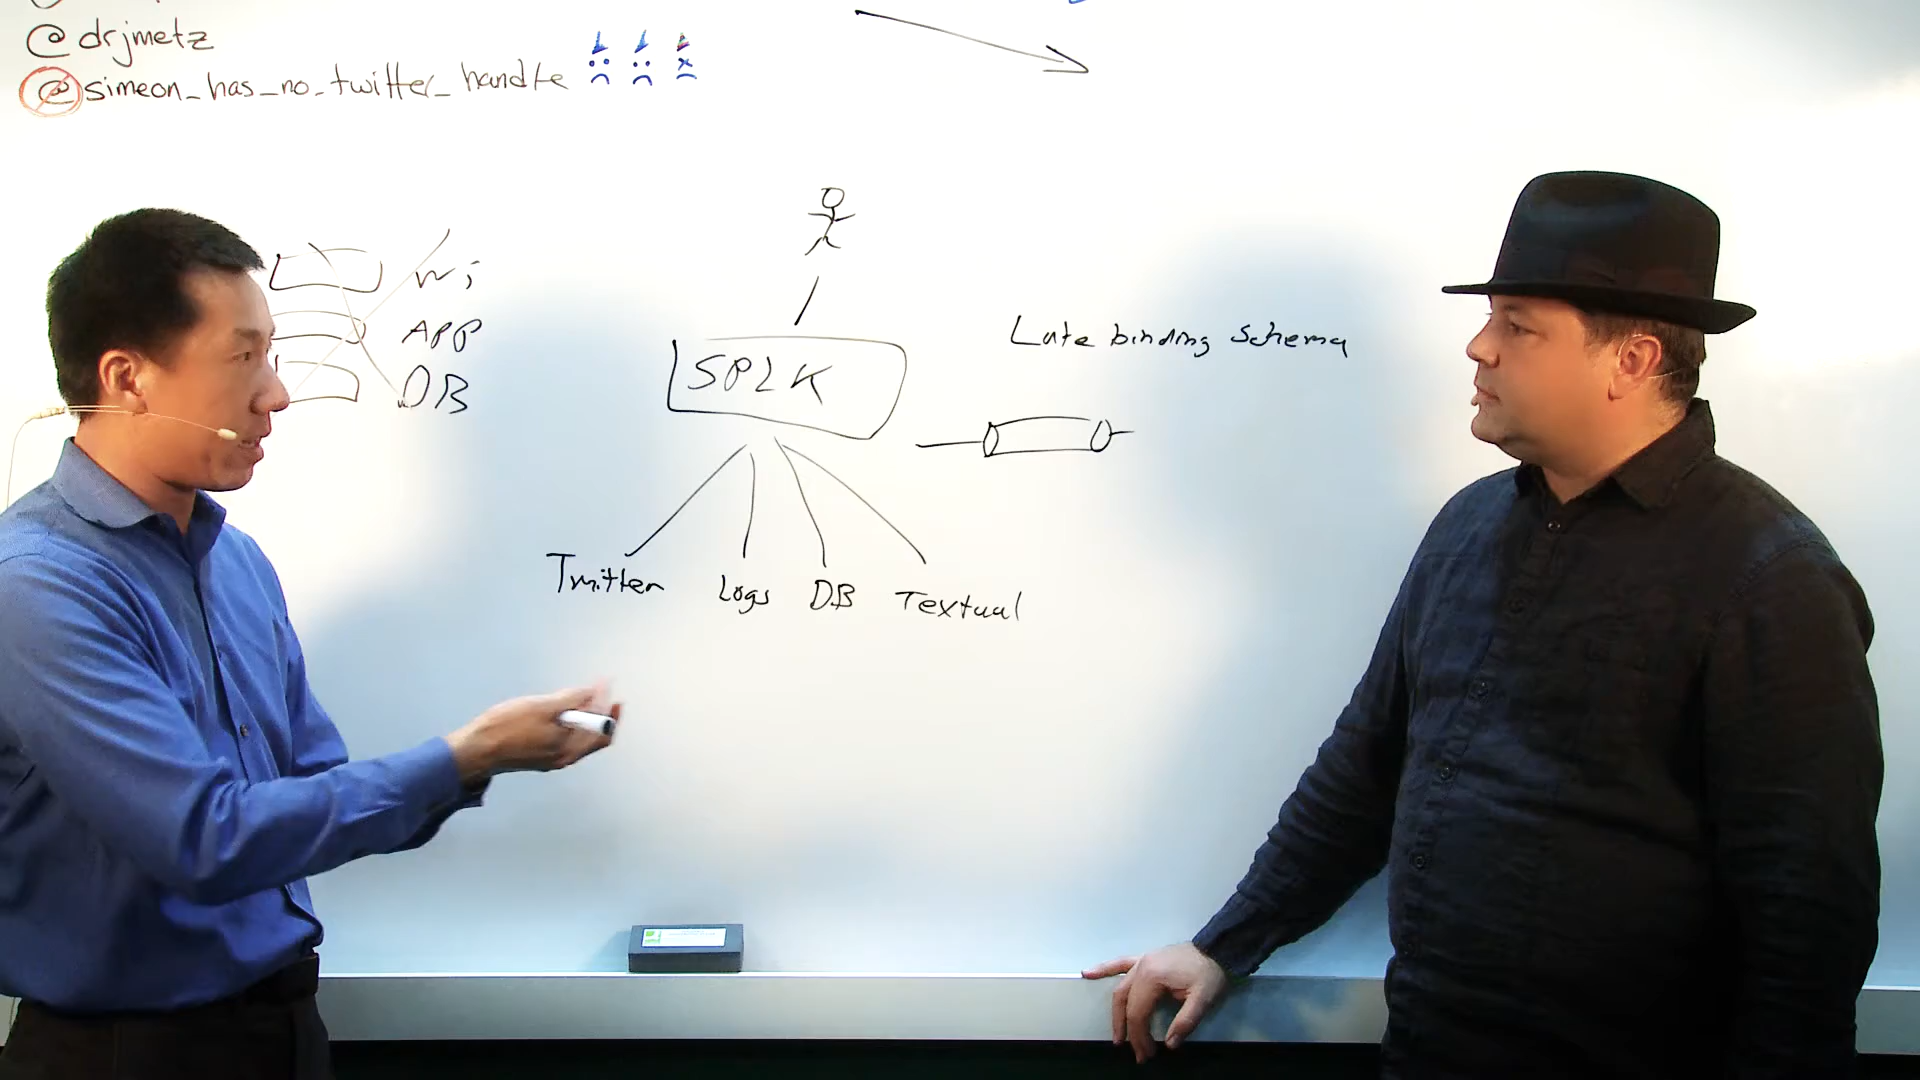 @drjmetz
@simeon_has_no_twitter_handle
APP
DB
SPLK
Late binding Schema
Twitter Logs DB Textual